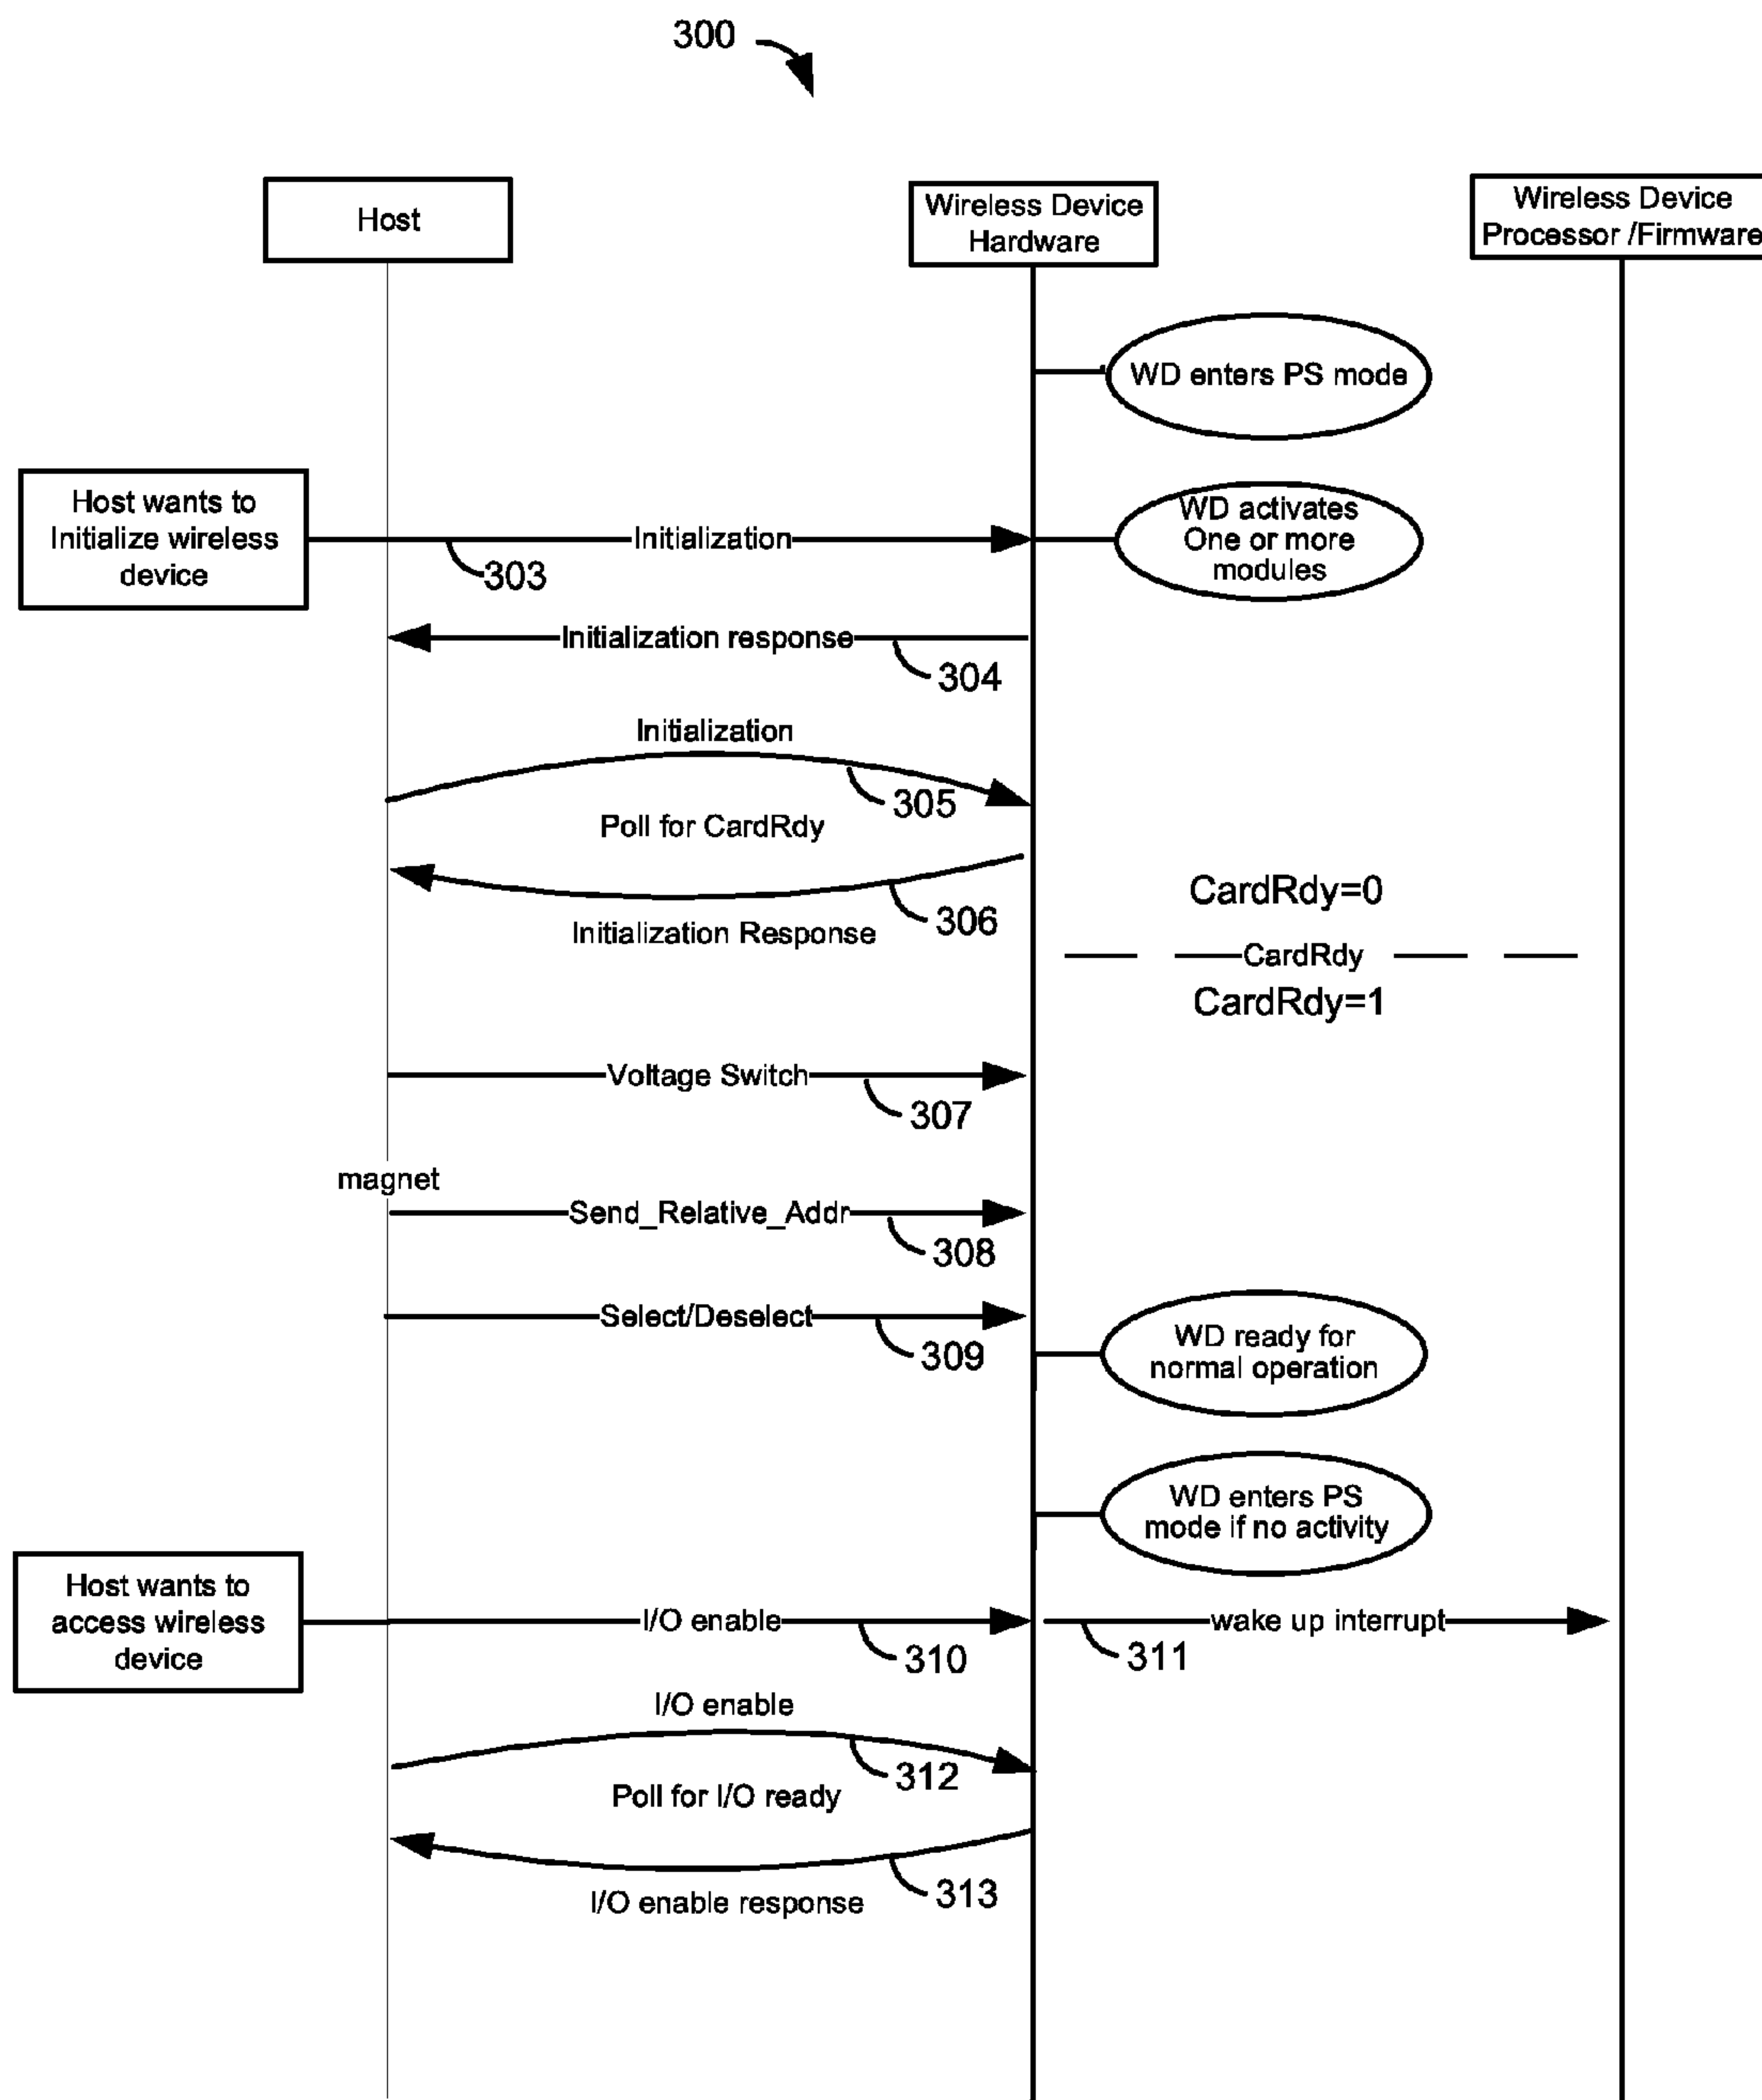 300
Host
Wireless Device
Hardware
Wireless Device
Processor /Firmware
WD enters PS mode
Host wants to
Initialize wireless
device
Initialization
303
WD activates
One or more
modules
Initialization response
304
Initialization
305
Poll for CardRdy
306
Initialization Response
CardRdy=0
CardRdy
CardRdy=1
Voltage Switch
307
magnet
Send_Relative_Addr
308
Select/Deselect
309
WD ready for
normal operation
WD enters PS
mode if no activity
Host wants to
access wireless
device
I/O enable
310
wake up interrupt
311
I/O enable
312
Poll for I/O ready
313
I/O enable response